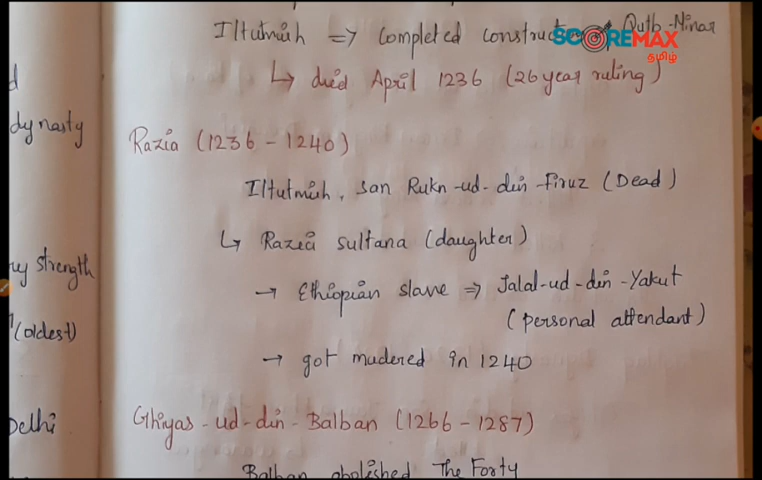 Iltutmish => Completed construct Qutb-Minar
SCOREMAX
தமிழ்
↳ died April 1236 (26 year ruling)
d
dynasty
Razia (1236 - 1240)
Iltutmish, son Rukn-ud-din-Firuz (Dead)
↳ Razia sultana (daughter)
ry strength
→ Ethiopian slave => Jalal-ud-din-Yakut
(personal attendant)
(oldest)
→ got mudered in 1240
Delhi
Ghiyas-ud-din-Balban (1266 - 1287)
Balban abolished The Forty